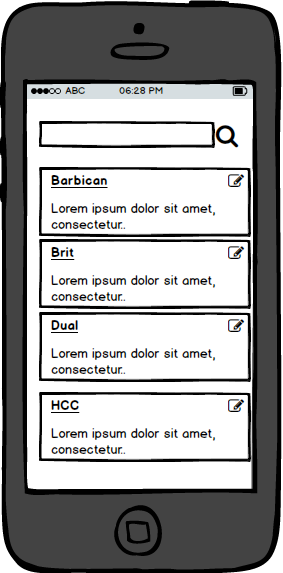 ABC 06:28 PM
Barbican
Lorem ipsum dolor sit amet,
consectetur..
Brit
Lorem ipsum dolor sit amet,
consectetur..
Dual
Lorem ipsum dolor sit amet,
consectetur..
HCC
Lorem ipsum dolor sit amet,
consectetur..